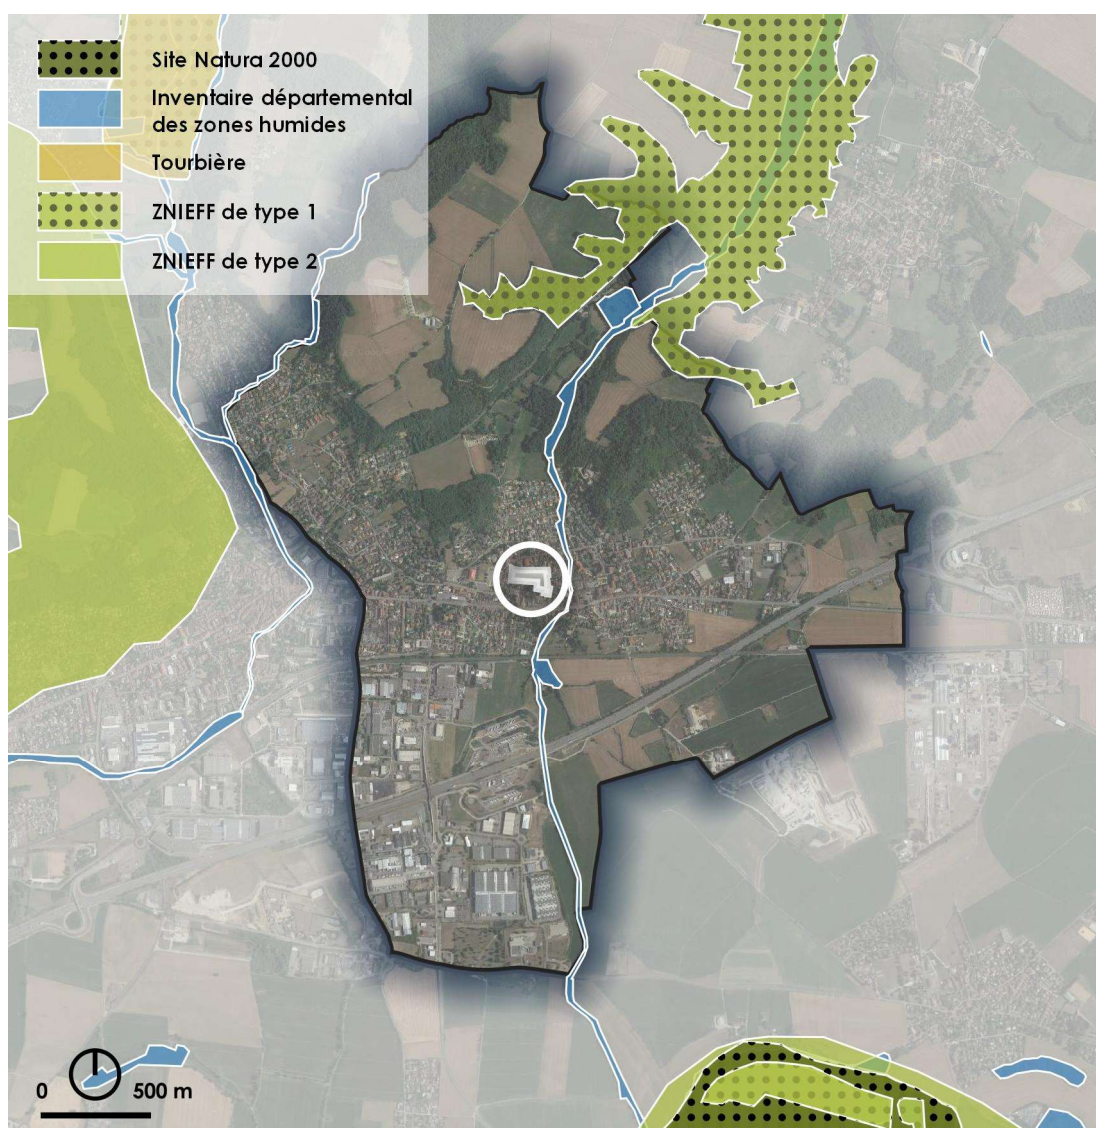 Site Natura 2000
Inventaire départemental
des zones humides
Tourbière
ZNIEFF de type 1
ZNIEFF de type 2
0 500 m